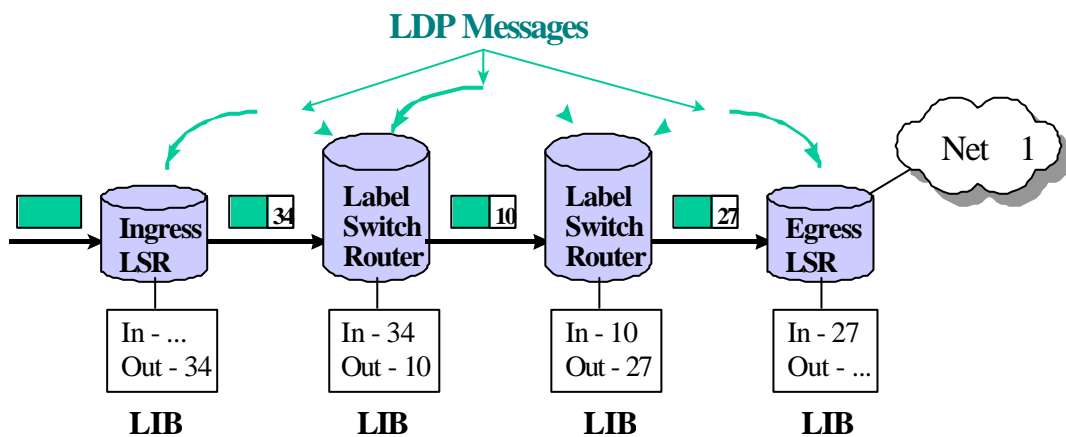 LDP Messages
Net 1
34
10
27
Ingress
LSR
Label
Switch
Router
Label
Switch
Router
Egress
LSR
In - ...
Out - 34
In - 34
Out - 10
In - 10
Out - 27
In - 27
Out - ...
LIB
LIB
LIB
LIB